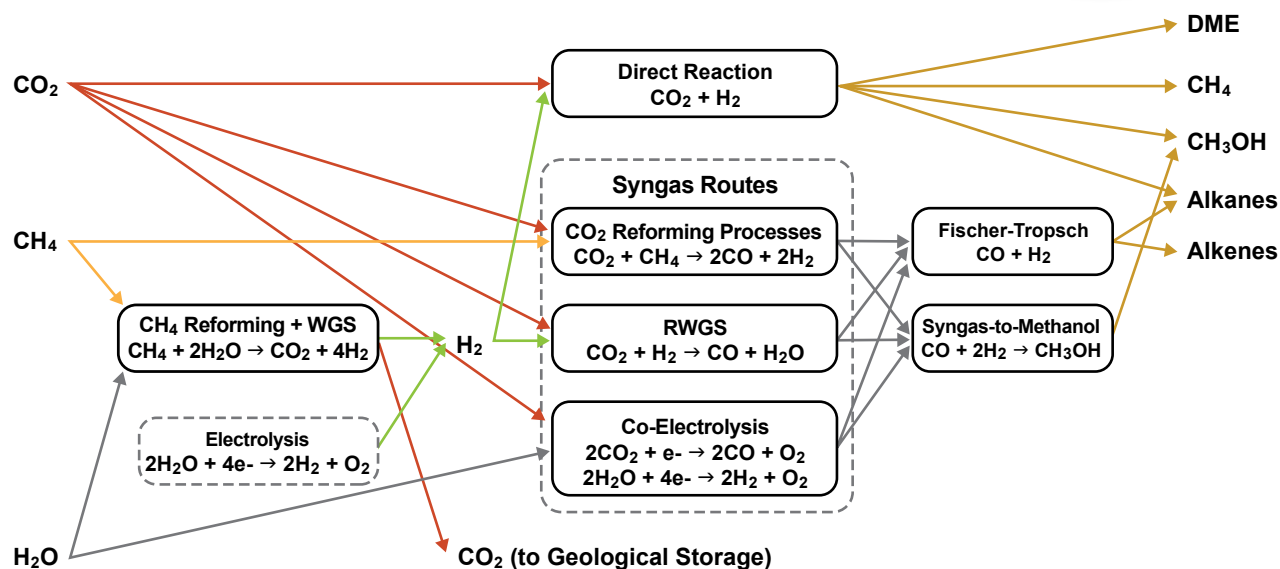 DME
CO₂
Direct Reaction
CO₂ + H₂
CH₄
CH₃OH
Syngas Routes
Alkanes
CH₄
CO₂ Reforming Processes
CO₂ + CH₄ → 2CO + 2H₂
Fischer-Tropsch
CO + H₂
Alkenes
CH₄ Reforming + WGS
CH₄ + 2H₂O → CO₂ + 4H₂
H₂
RWGS
CO₂ + H₂ → CO + H₂O
Syngas-to-Methanol
CO + 2H₂ → CH₃OH
Electrolysis
2H₂O + 4e- → 2H₂ + O₂
Co-Electrolysis
2CO₂ + e- → 2CO + O₂
2H₂O + 4e- → 2H₂ + O₂
H₂O
CO₂ (to Geological Storage)